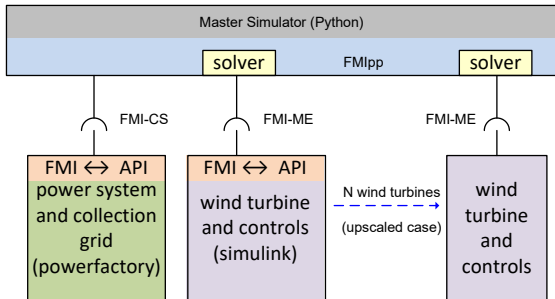 Master Simulator (Python)
solver
FMIpp
solver
FMI-CS
FMI-ME
FMI-ME
FMI ↔ API
power system
and collection
grid
(powerfactory)
FMI ↔ API
wind turbine
and controls
(simulink)
N wind turbines
(upscaled case)
wind
turbine
and
controls